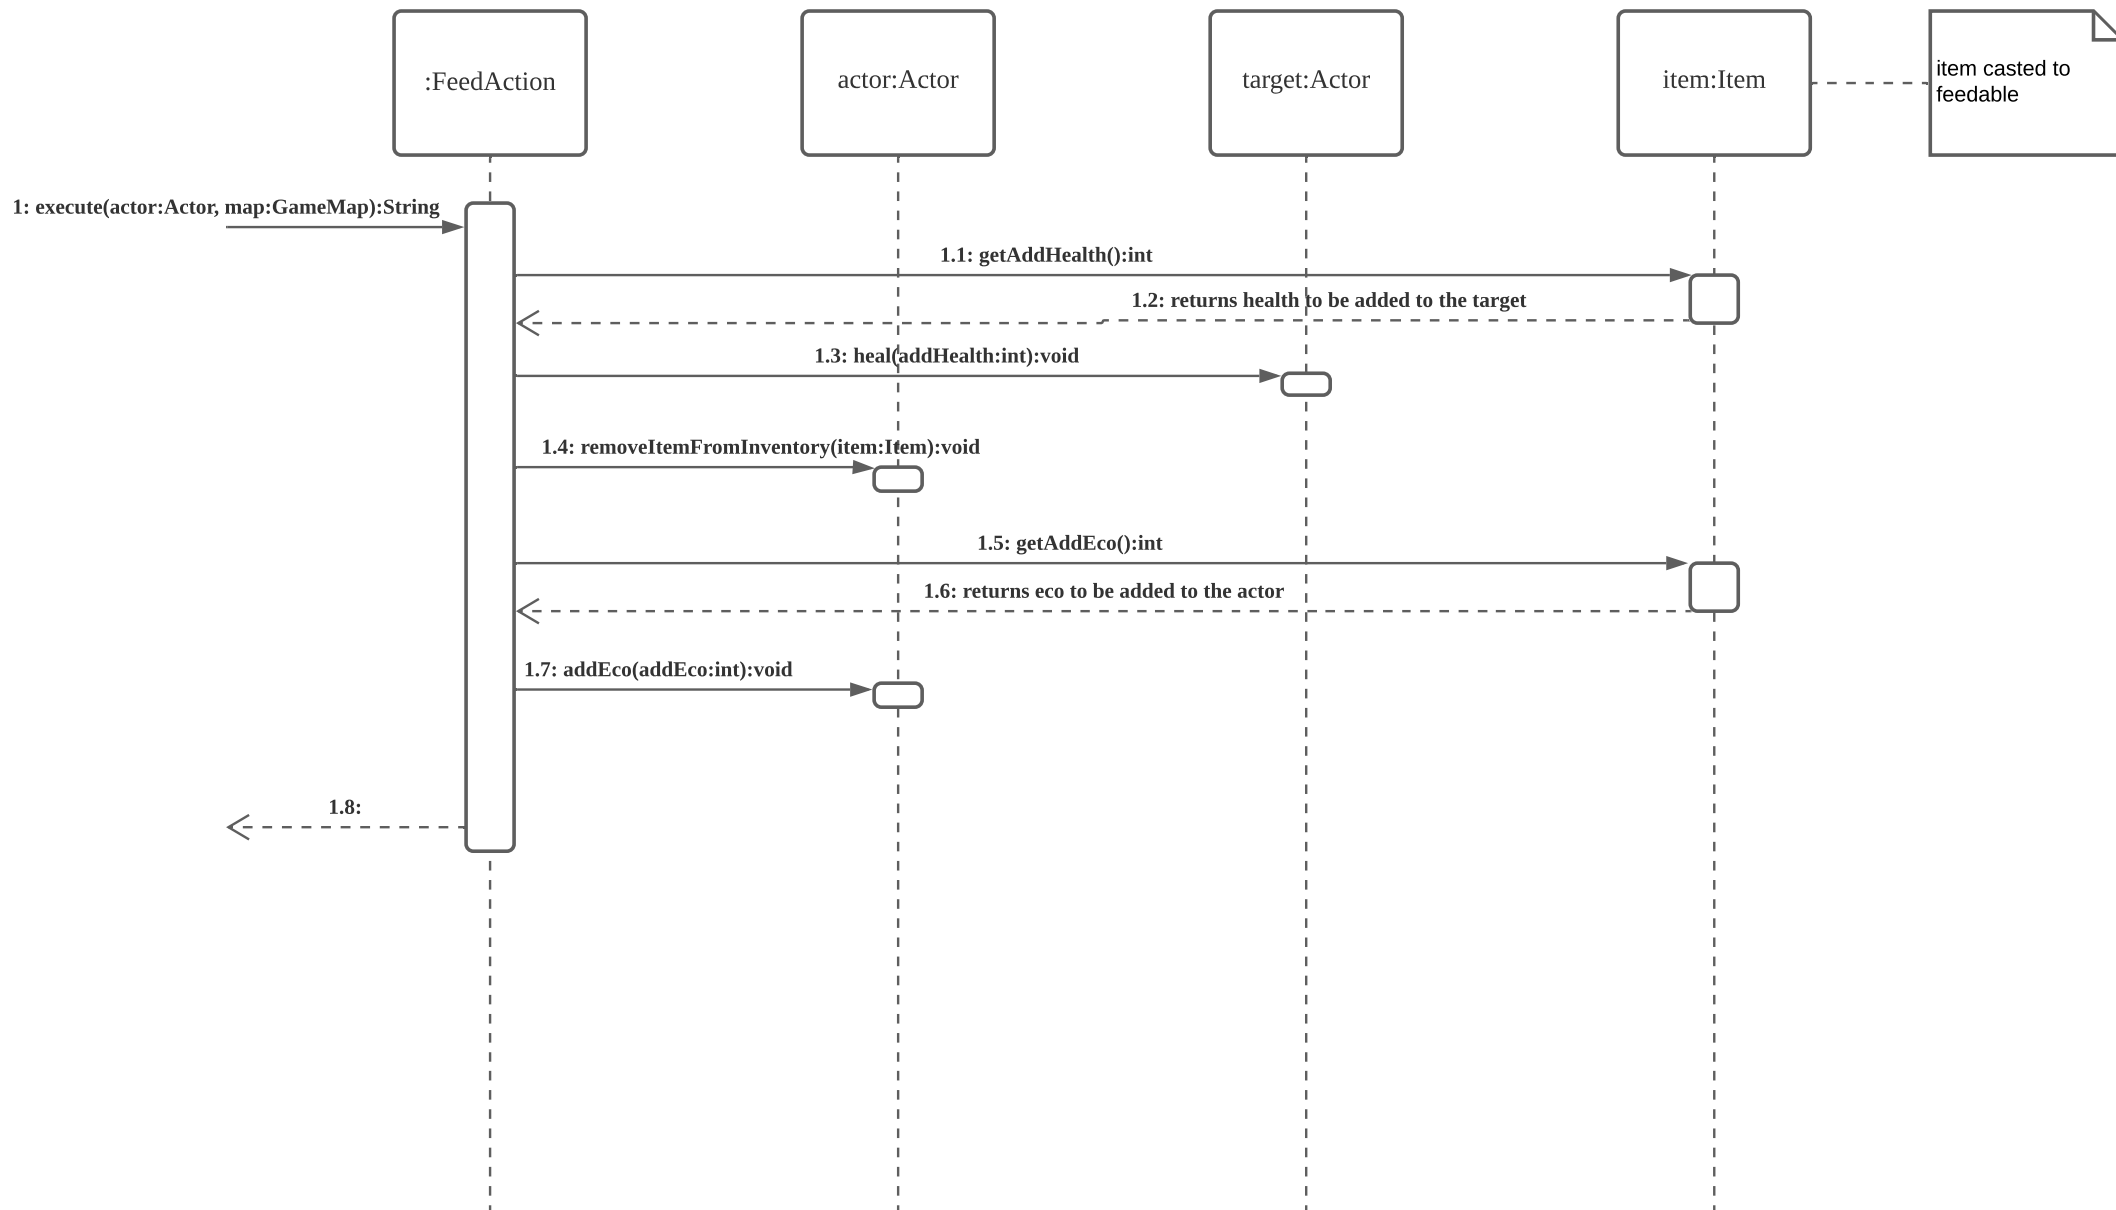 :FeedAction
actor:Actor
target:Actor
item:Item
item casted to
feedable
1: execute(actor:Actor, map:GameMap):String
1.1: getAddHealth():int
1.2: returns health to be added to the target
1.3: heal(addHealth:int):void
1.4: removeItemFromInventory(item:Item):void
1.5: getAddEco():int
1.6: returns eco to be added to the actor
1.7: addEco(addEco:int):void
1.8: